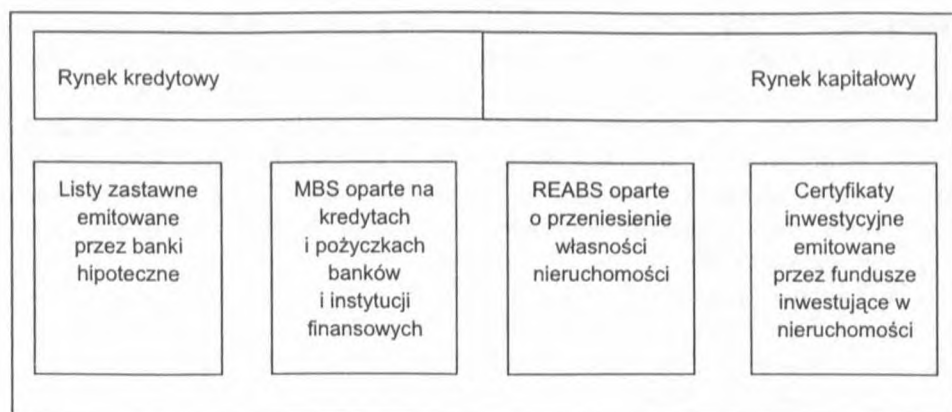 Rynek kredytowy
Rynek kapitałowy
Listy zastawne
emitowane
przez banki
hipoteczne
MBS oparte na
kredytach
i pożyczkach
banków
i instytucji
finansowych
REABS oparte
o przeniesienie
własności
nieruchomości
Certyfikaty
inwestycyjne
emitowane
przez fundusze
inwestujące w
nieruchomości